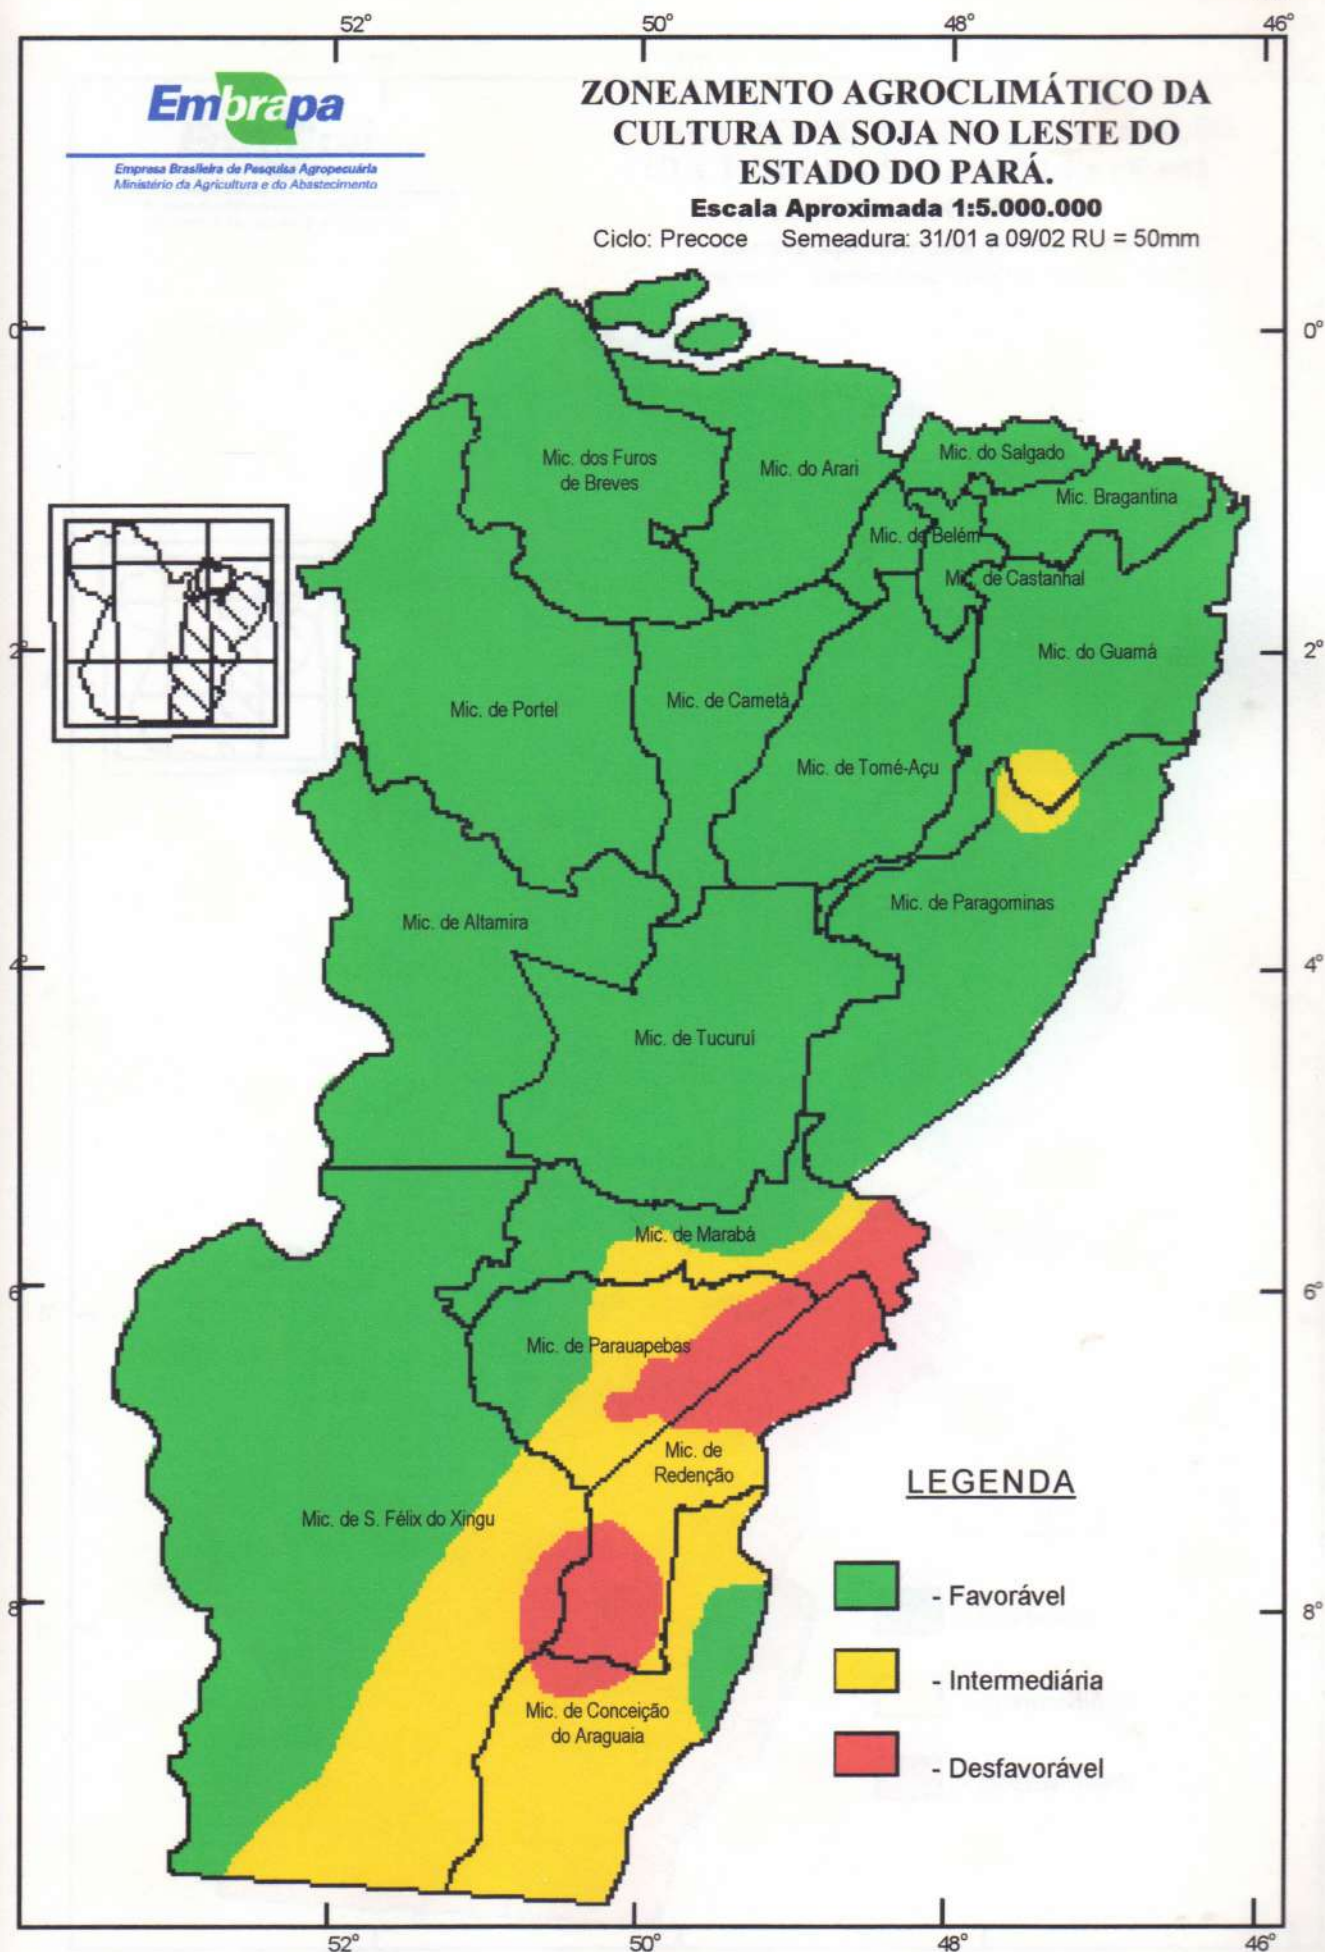 52°
50°
48°
46°
Embrapa
Empresa Brasileira de Pesquisa Agropecuária
Ministério da Agricultura e do Abastecimento
ZONEAMENTO AGROCLIMÁTICO DA
CULTURA DA SOJA NO LESTE DO
ESTADO DO PARÁ.
Escala Aproximada 1:5.000.000
Ciclo: Precoce Semeadura: 31/01 a 09/02 RU = 50mm
0°
0°
Mic. dos Furos
de Breves
Mic. do Arari
Mic. do Salgado
Mic. Bragantina
Mic. de Belém
Mic. de Castanhal
2°
2°
Mic. do Guamá
Mic. de Portel
Mic. de Cametá
Mic. de Tomé-Açu
Mic. de Altamira
Mic. de Paragominas
4°
4°
Mic. de Tucuruí
Mic. de Marabá
6°
6°
Mic. de Parauapebas
Mic. de
Redenção
Mic. de S. Félix do Xingu
LEGENDA
- Favorável
8°
8°
- Intermediária
Mic. de Conceição
do Araguaia
- Desfavorável
52°
50°
48°
46°